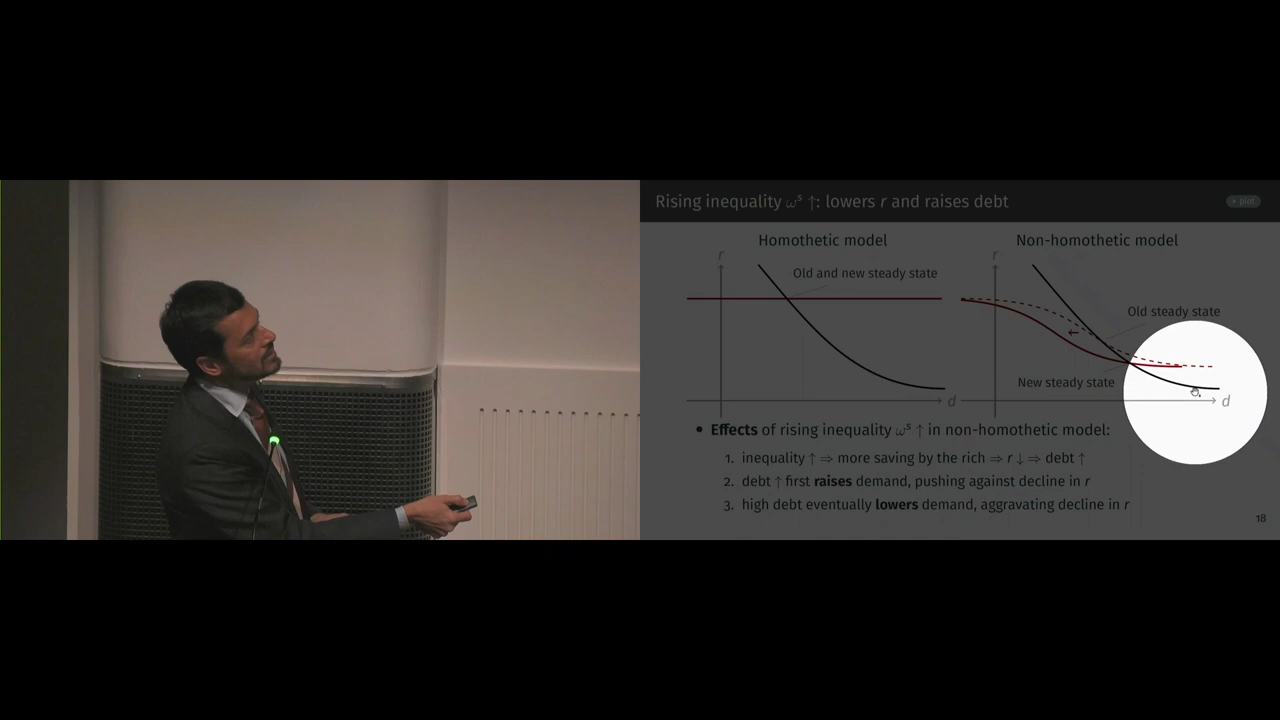 Rising inequality ωˢ ↑: lowers r and raises debt
+ plot
Homothetic model
Non-homothetic model
r
r
Old and new steady state
Old steady state
New steady state
d
d
• Effects of rising inequality ωˢ ↑ in non-homothetic model:
1. inequality ↑ ⇒ more saving by the rich ⇒ r ↓ ⇒ debt ↑
2. debt ↑ first raises demand, pushing against decline in r
3. high debt eventually lowers demand, aggravating decline in r
18